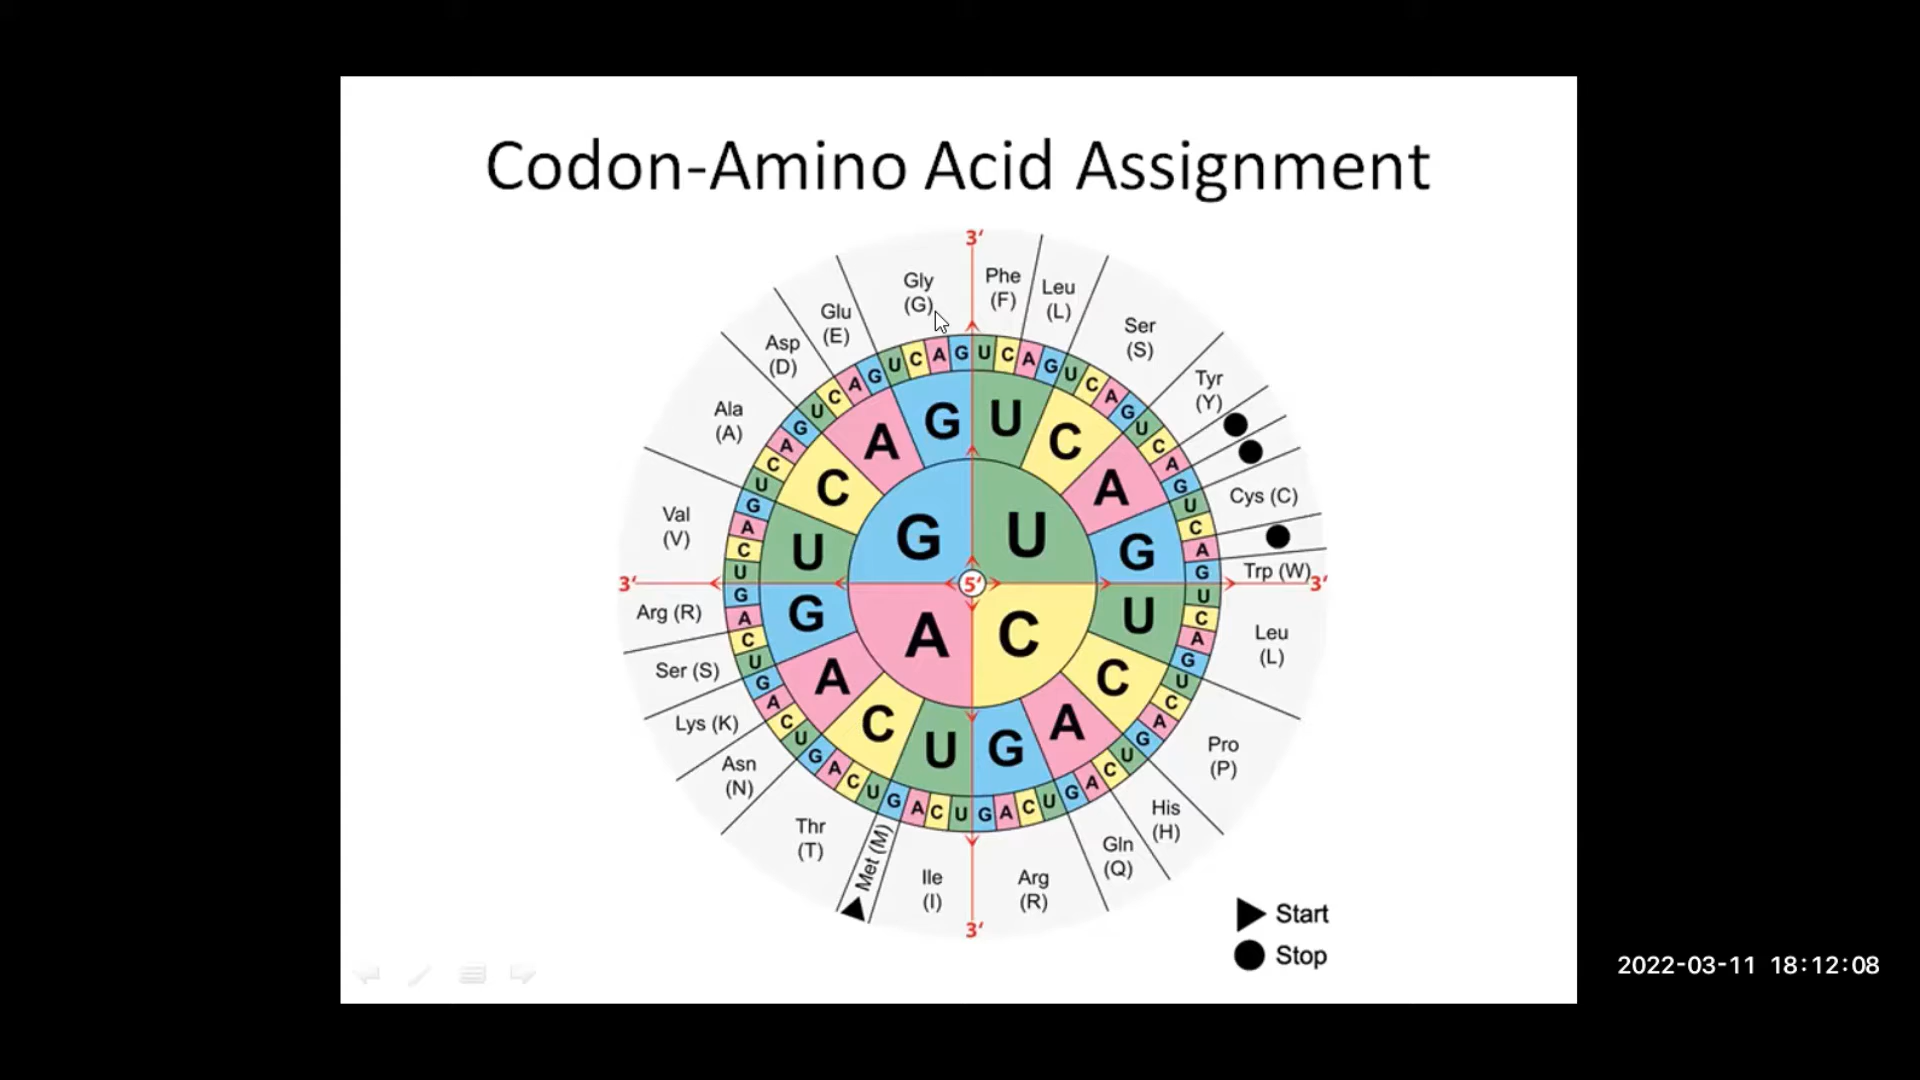 Codon-Amino Acid Assignment
3‘
Gly
(G)
Phe
(F)
Leu
(L)
Glu
(E)
Ser
(S)
Asp
(D)
Tyr
(Y)
Ala
(A)
Cys (C)
Val
(V)
Trp (W)
3‘
3‘
5‘
Arg (R)
Leu
(L)
Ser (S)
Lys (K)
Pro
(P)
Asn
(N)
His
(H)
Thr
(T)
Gln
(Q)
Met (M)
Ile
(I)
Arg
(R)
3‘
G U
A C
G U C A G U C A G U C A G U C A
U C A G U C A G U C A G U C A G U C A G U C A G U C A G U C A G
U C A G U C A G U C A G U C A G U C A G U C A G U C A G U C A G
Start
Stop
2022-03-11 18:12:08